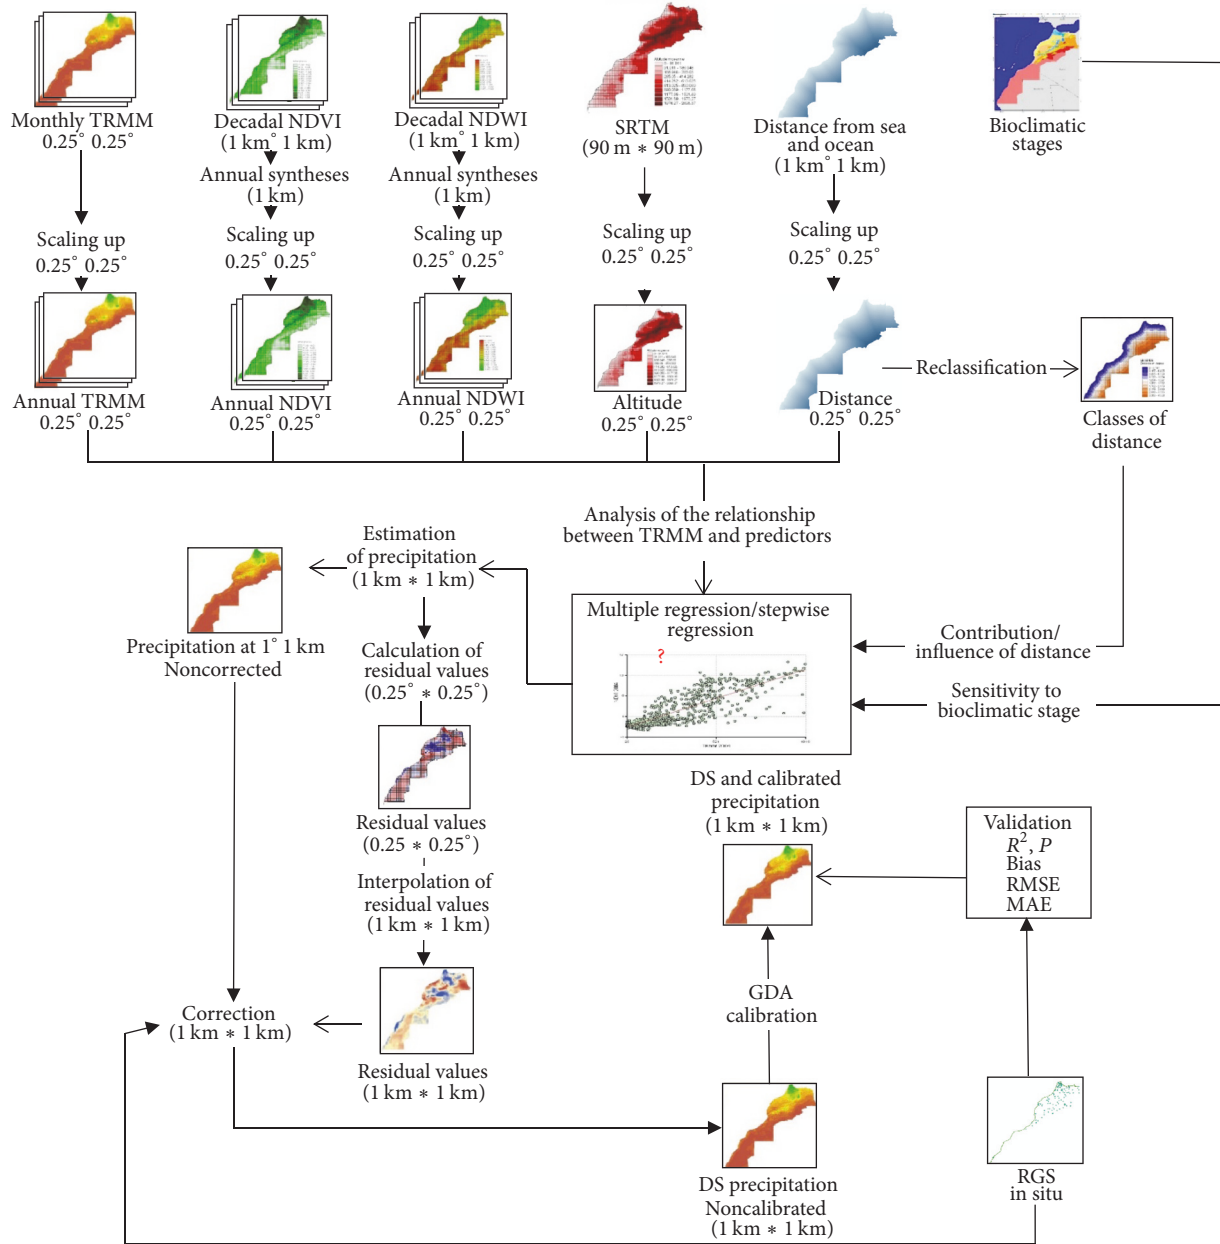 Monthly TRMM
0.25° 0.25°
Decadal NDVI
(1 km° 1 km)
Decadal NDWI
(1 km° 1 km)
SRTM
(90 m ∗ 90 m)
Distance from sea
and ocean
(1 km° 1 km)
Bioclimatic
stages
Annual syntheses
(1 km)
Annual syntheses
(1 km)
Scaling up
0.25° 0.25°
Scaling up
0.25° 0.25°
Scaling up
0.25° 0.25°
Scaling up
0.25° 0.25°
Scaling up
0.25° 0.25°
Annual TRMM
0.25° 0.25°
Annual NDVI
0.25° 0.25°
Annual NDWI
0.25° 0.25°
Altitude
0.25° 0.25°
Distance
0.25° 0.25°
Reclassification
Classes of
distance
Analysis of the relationship
between TRMM and predictors
Estimation
of precipitation
(1 km ∗ 1 km)
Precipitation at 1° 1 km
Noncorrected
Multiple regression/stepwise
regression
?
Contribution/
influence of distance
Sensitivity to
bioclimatic stage
Calculation of
residual values
(0.25° ∗ 0.25°)
Residual values
(0.25 ∗ 0.25°)
Interpolation of
residual values
(1 km ∗ 1 km)
Residual values
(1 km ∗ 1 km)
Correction
(1 km ∗ 1 km)
DS and calibrated
precipitation
(1 km ∗ 1 km)
Validation
R², P
Bias
RMSE
MAE
GDA
calibration
DS precipitation
Noncalibrated
(1 km ∗ 1 km)
RGS
in situ